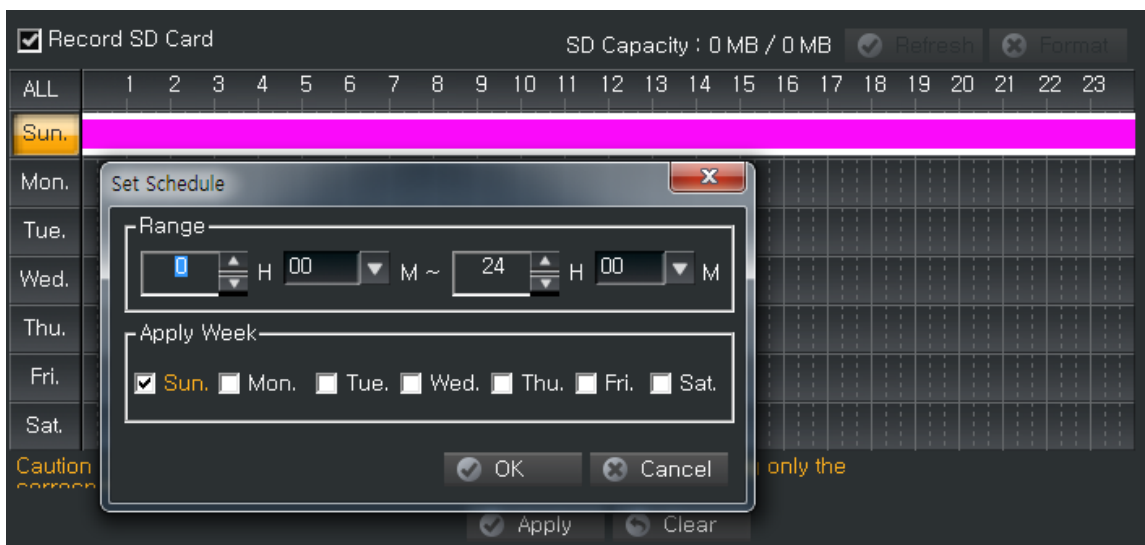 Record SD Card SD Capacity : 0 MB / 0 MB Refresh Format
ALL 1 2 3 4 5 6 7 8 9 10 11 12 13 14 15 16 17 18 19 20 21 22 23
Sun.
Mon.
Set Schedule
Tue.
Range
0 H 00 M ~ 24 H 00 M
Wed.
Thu.
Apply Week
Fri.
Sun. Mon. Tue. Wed. Thu. Fri. Sat.
Sat.
Caution only the
OK Cancel
Apply Clear